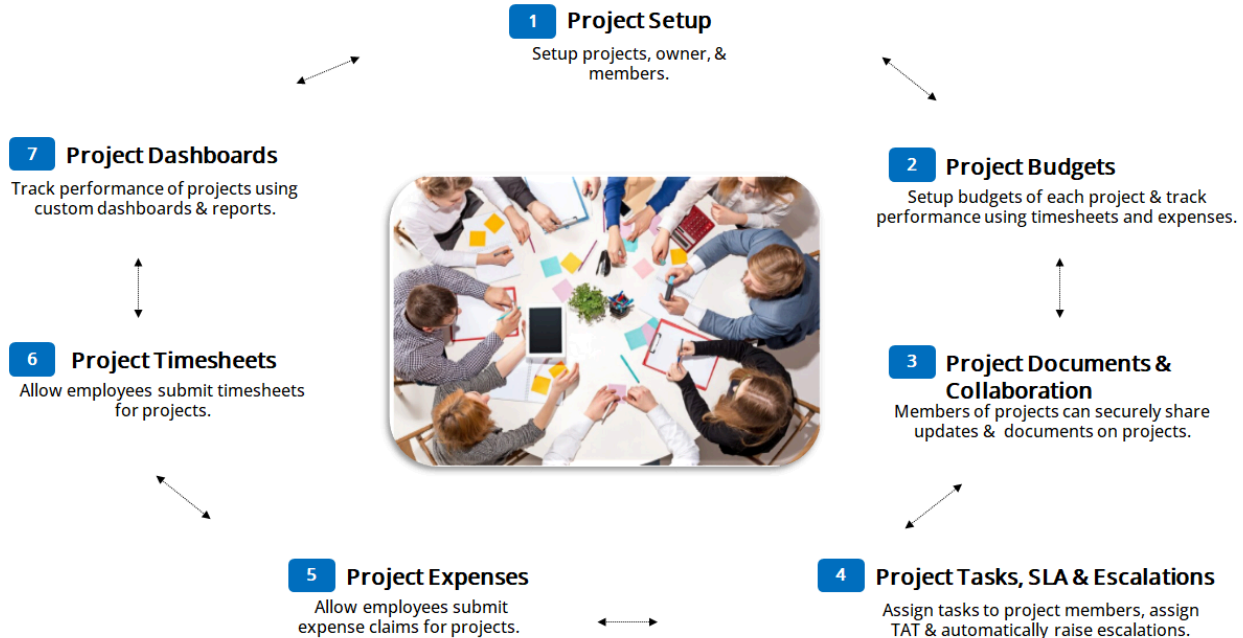 1 Project Setup
Setup projects, owner, &
members.
2 Project Budgets
Setup budgets of each project & track
performance using timesheets and expenses.
3 Project Documents &
Collaboration
Members of projects can securely share
updates & documents on projects.
4 Project Tasks, SLA & Escalations
Assign tasks to project members, assign
TAT & automatically raise escalations.
5 Project Expenses
Allow employees submit
expense claims for projects.
6 Project Timesheets
Allow employees submit timesheets
for projects.
7 Project Dashboards
Track performance of projects using
custom dashboards & reports.